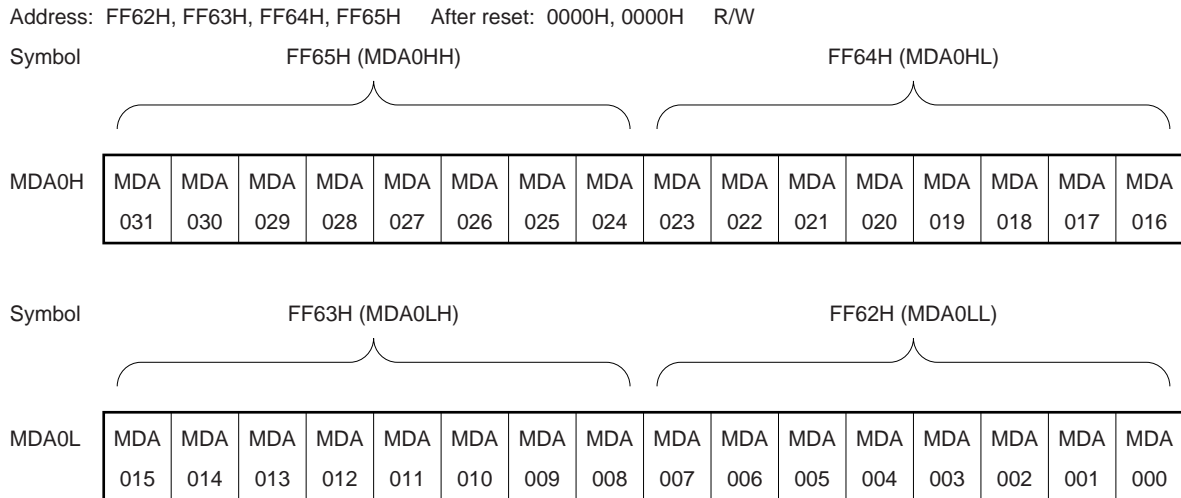 Address: FF62H, FF63H, FF64H, FF65H After reset: 0000H, 0000H R/W
Symbol FF65H (MDA0HH) FF64H (MDA0HL)
MDA0H MDA MDA MDA MDA MDA MDA MDA MDA MDA MDA MDA MDA MDA MDA MDA MDA
031 030 029 028 027 026 025 024 023 022 021 020 019 018 017 016
Symbol FF63H (MDA0LH) FF62H (MDA0LL)
MDA0L MDA MDA MDA MDA MDA MDA MDA MDA MDA MDA MDA MDA MDA MDA MDA MDA
015 014 013 012 011 010 009 008 007 006 005 004 003 002 001 000